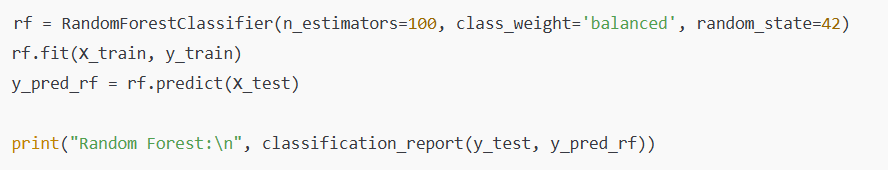 rf = RandomForestClassifier(n_estimators=100, class_weight='balanced', random_state=42)
rf.fit(X_train, y_train)
y_pred_rf = rf.predict(X_test)
print("Random Forest:\n", classification_report(y_test, y_pred_rf))